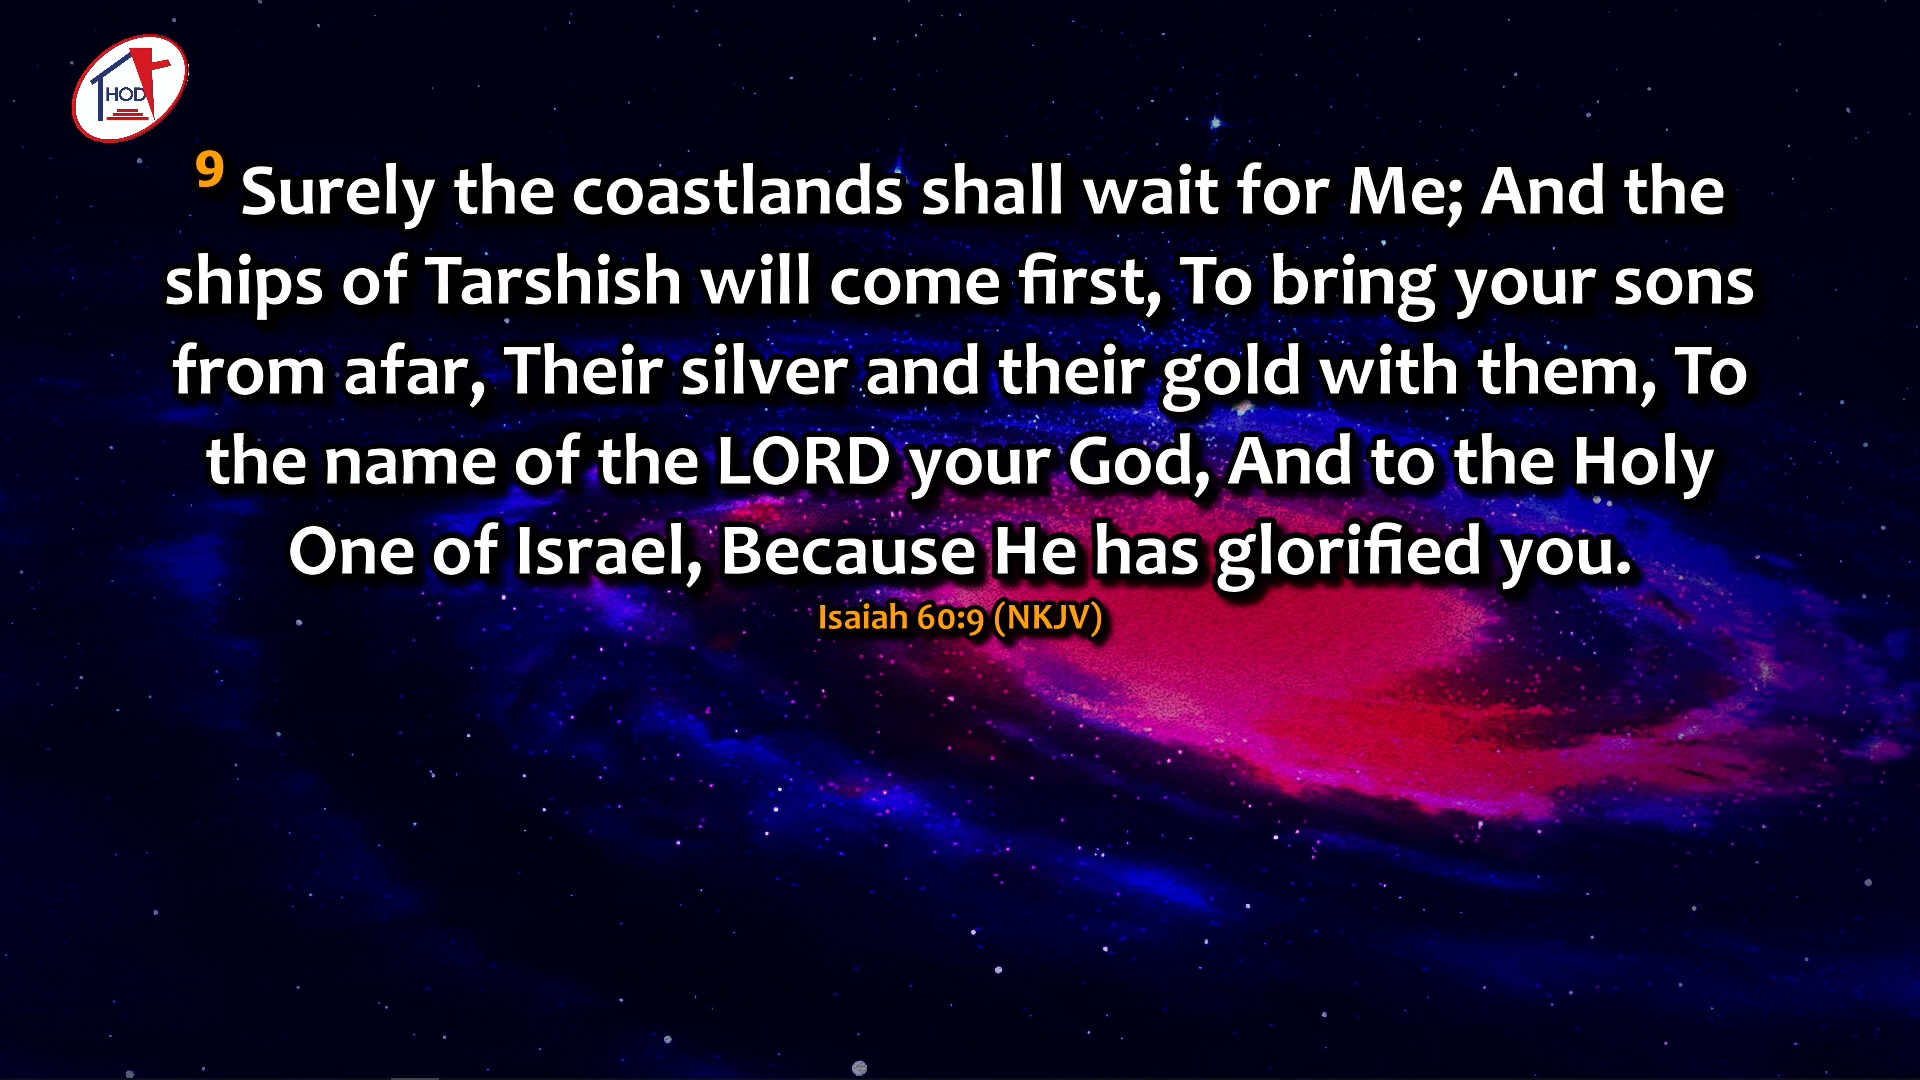 HOD
9 Surely the coastlands shall wait for Me; And the
ships of Tarshish will come first, To bring your sons
from afar, Their silver and their gold with them, To
the name of the LORD your God, And to the Holy
One of Israel, Because He has glorified you.
Isaiah 60:9 (NKJV)